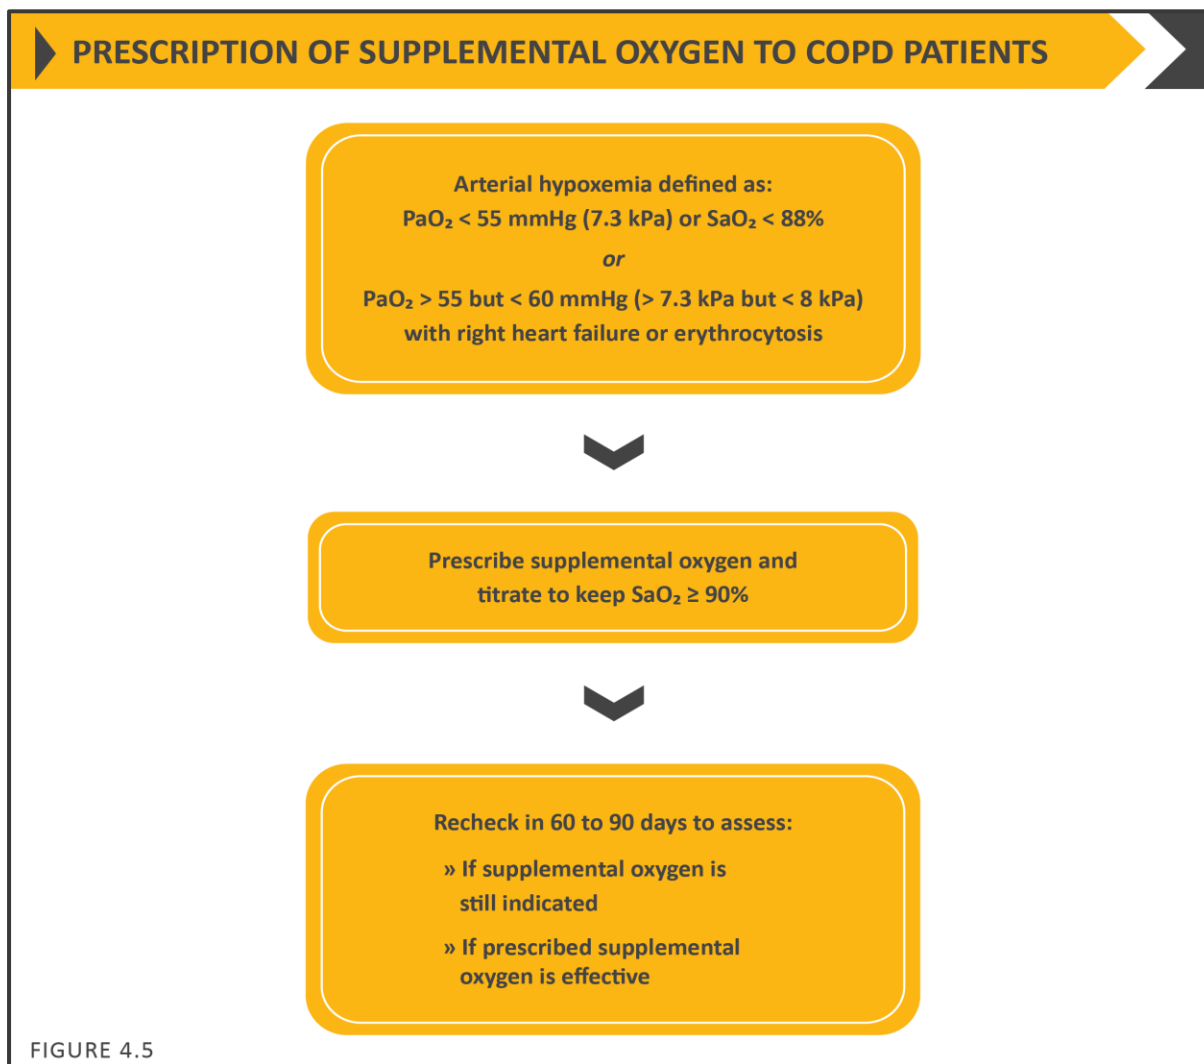 PRESCRIPTION OF SUPPLEMENTAL OXYGEN TO COPD PATIENTS
Arterial hypoxemia defined as:
PaO₂ < 55 mmHg (7.3 kPa) or SaO₂ < 88%
or
PaO₂ > 55 but < 60 mmHg (> 7.3 kPa but < 8 kPa)
with right heart failure or erythrocytosis
Prescribe supplemental oxygen and
titrate to keep SaO₂ ≥ 90%
Recheck in 60 to 90 days to assess:
» If supplemental oxygen is
still indicated
» If prescribed supplemental
oxygen is effective
FIGURE 4.5